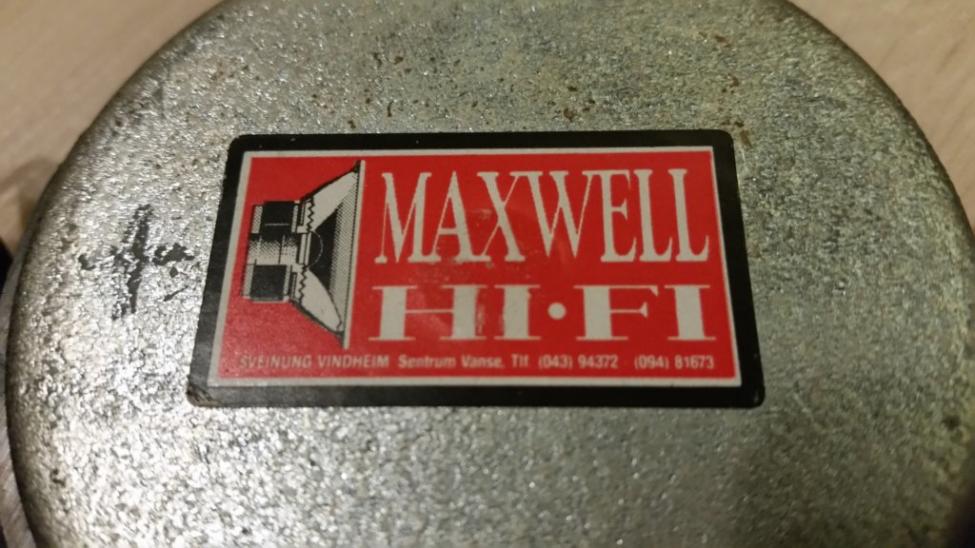 MAXWELL
HI•FI
SVEINUNG VINDHEIM Sentrum Vanse. Tlf (043) 94372 (094) 81673